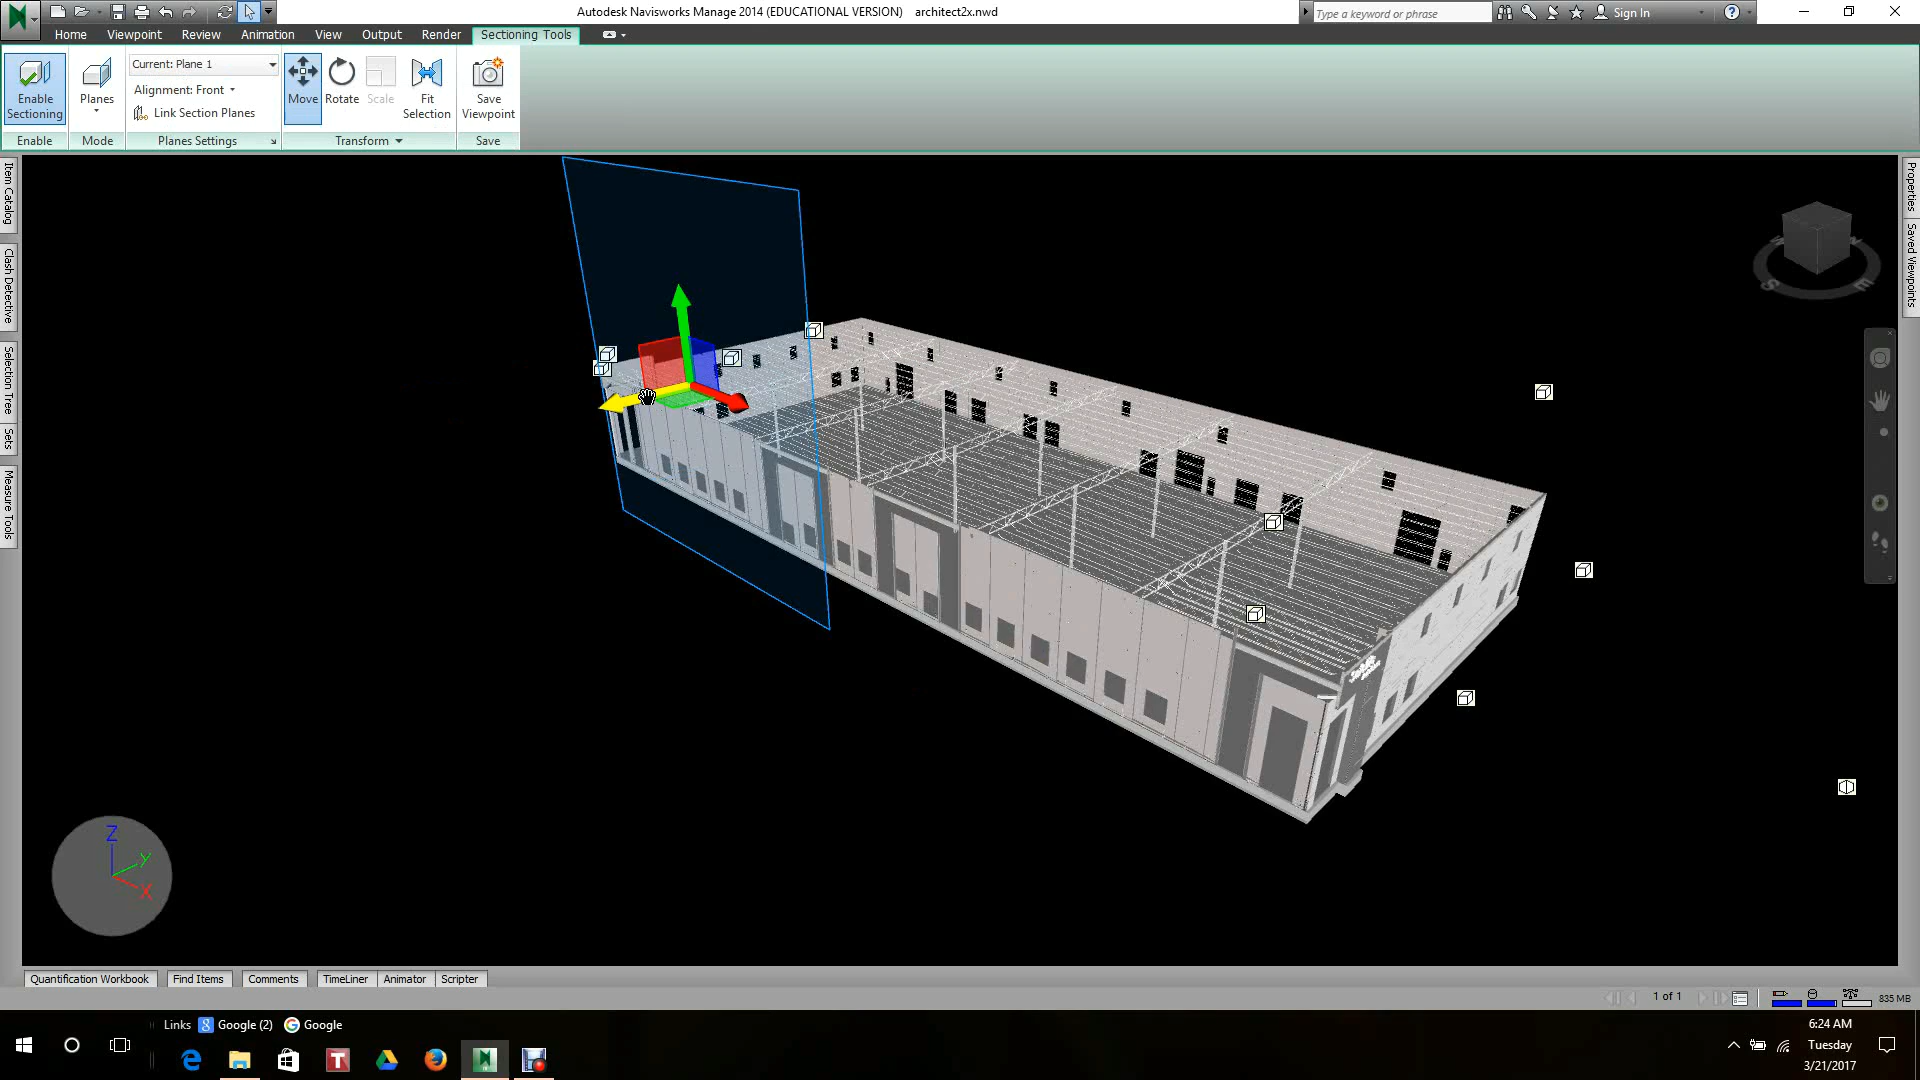 Autodesk Navisworks Manage 2014 (EDUCATIONAL VERSION) architect2x.nwd
Type a keyword or phrase
Sign In
Home Viewpoint Review Animation View Output Render Sectioning Tools
Enable Sectioning
Planes
Current: Plane 1
Alignment: Front
Link Section Planes
Move Rotate Scale
Fit Selection
Save Viewpoint
Enable Mode Planes Settings Transform Save
Item Catalog
Clash Detective
Selection Tree
Sets
Measure Tools
Properties
Saved Viewpoints
S E
Z
Y
X
Quantification Workbook Find Items Comments TimeLiner Animator Scripter
1 of 1
835 MB
Links Google (2) Google
6:24 AM
Tuesday
3/21/2017